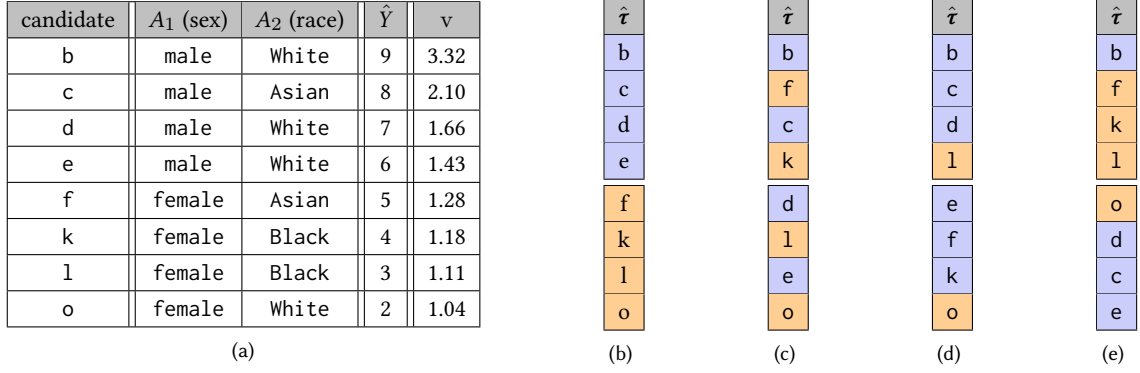 candidate A₁ (sex) A₂ (race) Ŷ v
b male White 9 3.32
c male Asian 8 2.10
d male White 7 1.66
e male White 6 1.43
f female Asian 5 1.28
k female Black 4 1.18
l female Black 3 1.11
o female White 2 1.04
(a)
τ̂
b
c
d
e
f
k
l
o
(b)
τ̂
b
f
c
k
d
l
e
o
(c)
τ̂
b
c
d
l
e
f
k
o
(d)
τ̂
b
f
k
l
o
d
c
e
(e)